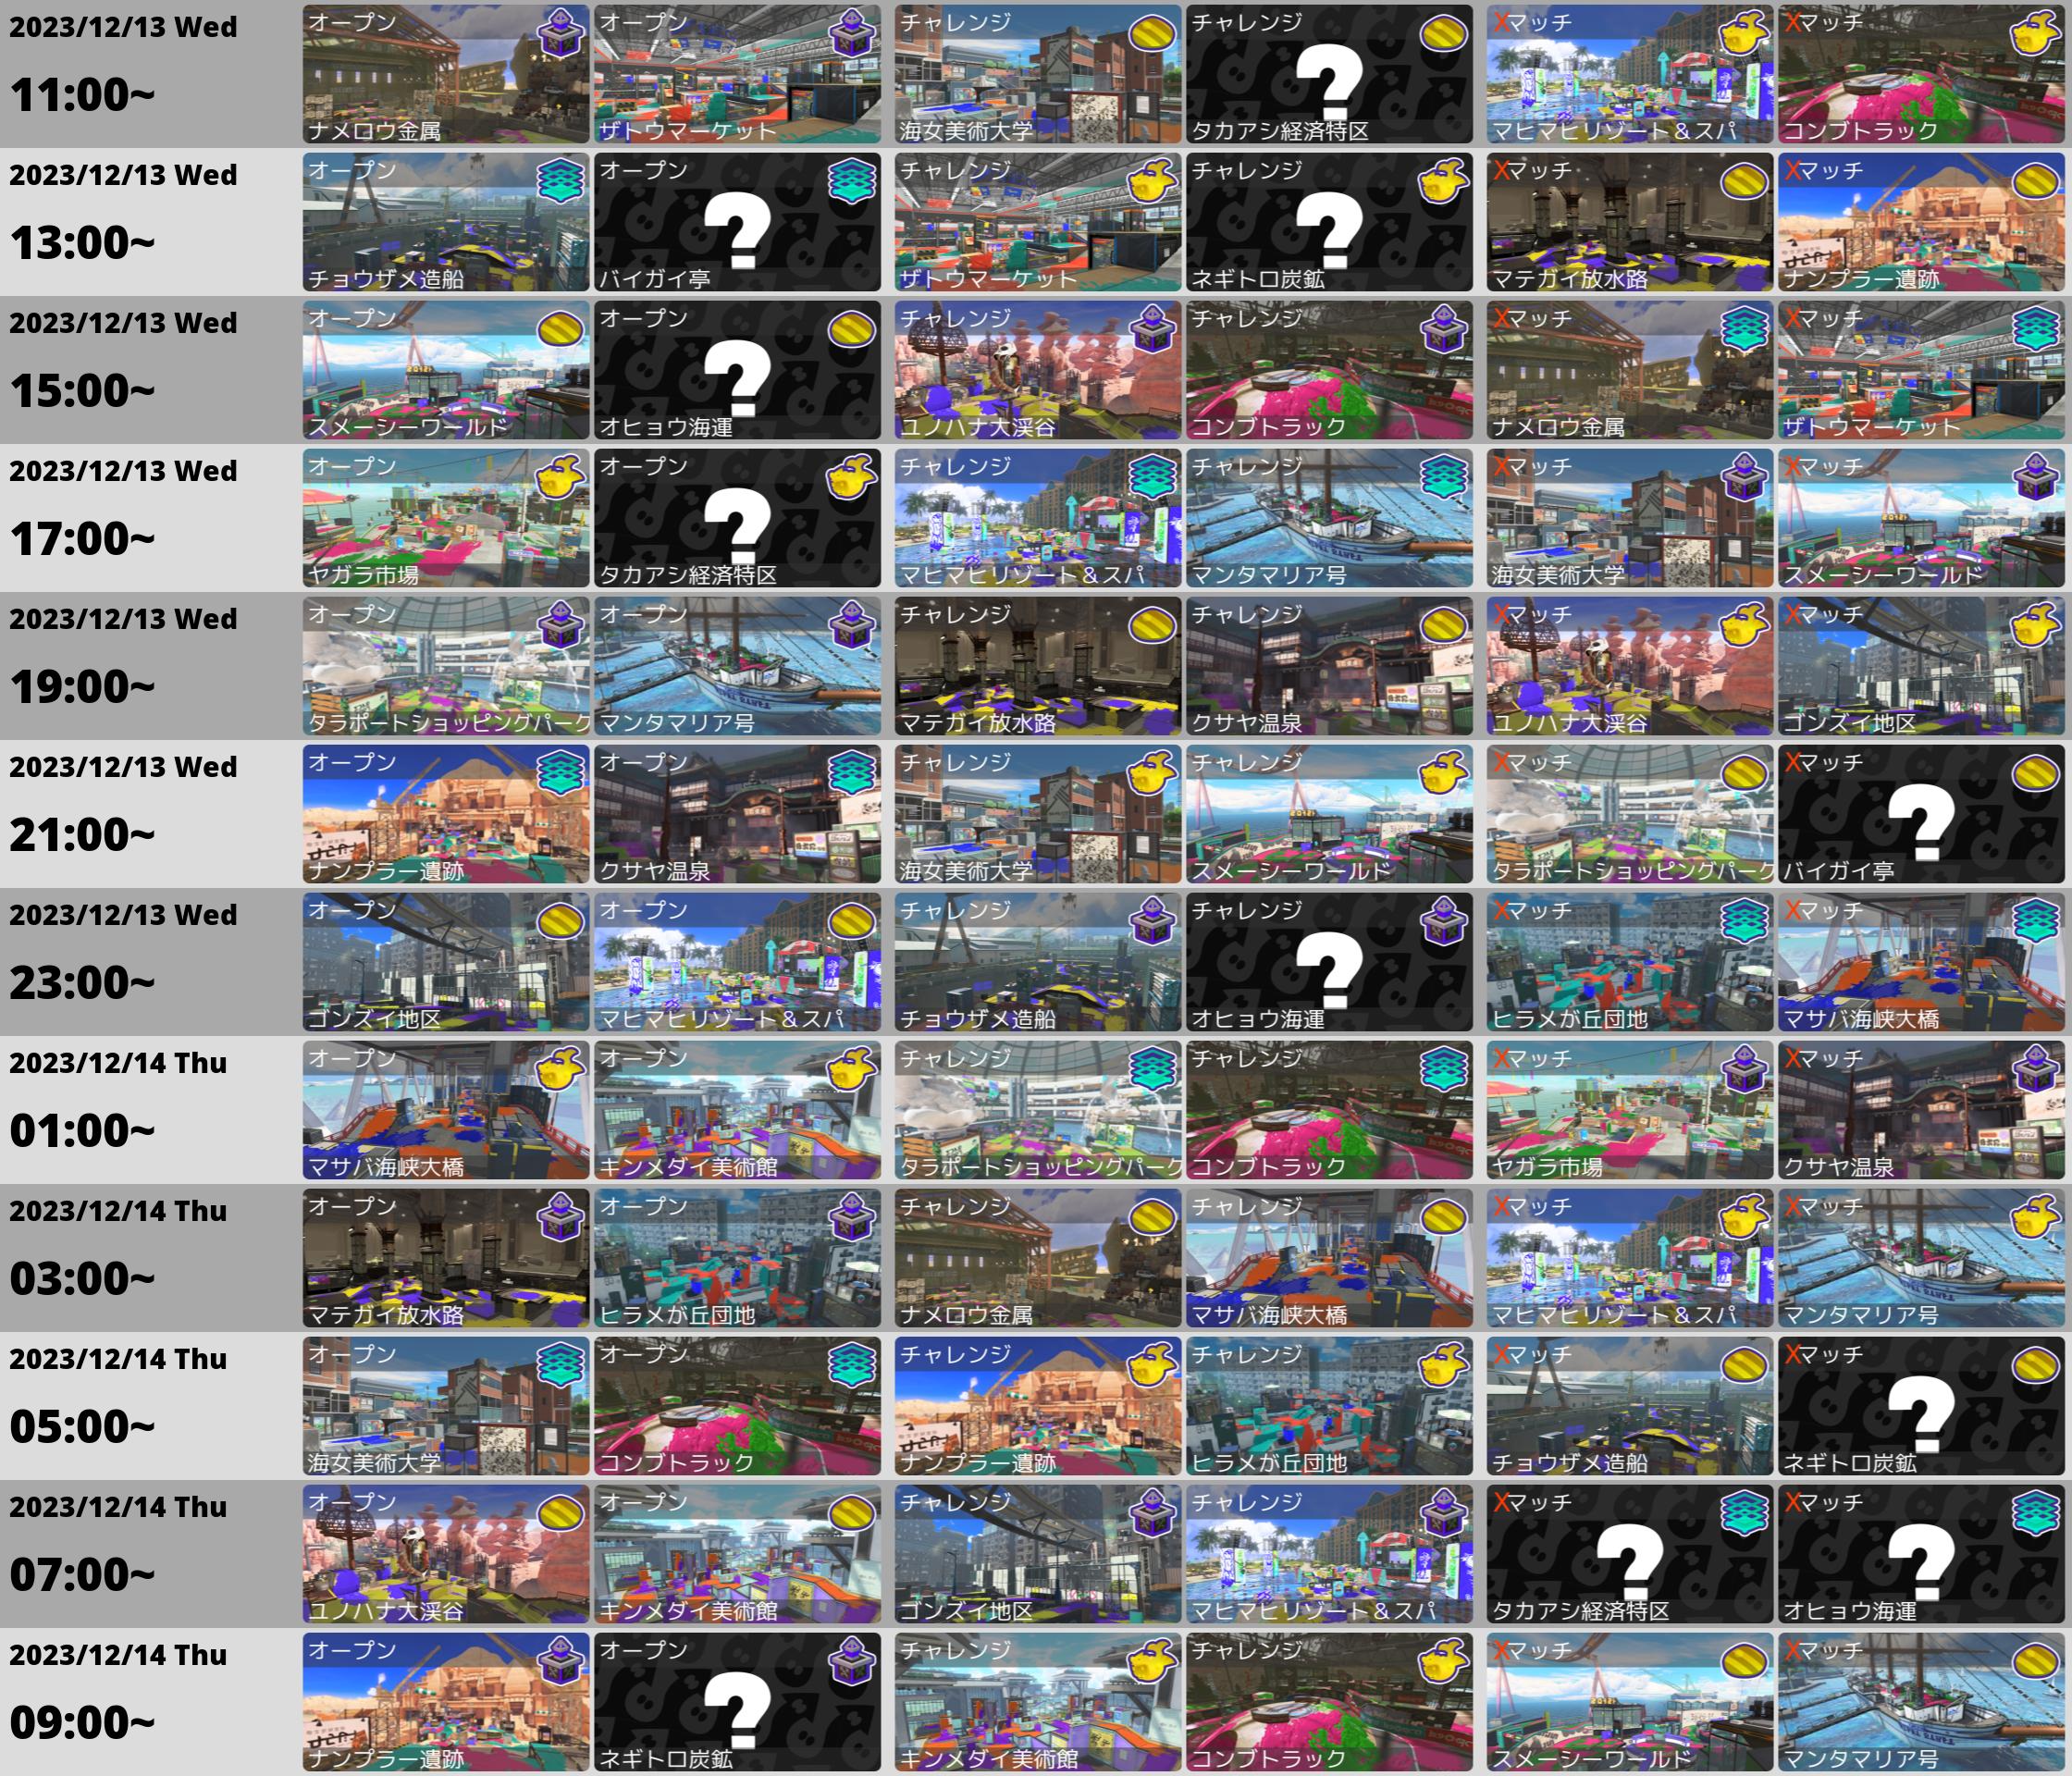 2023/12/13 Wed
11:00~
オープン
ナメロウ金属
オープン
ザトウマーケット
チャレンジ
海女美術大学
チャレンジ
?
タカアシ経済特区
Xマッチ
マヒマヒリゾート＆スパ
Xマッチ
コンブトラック
2023/12/13 Wed
13:00~
オープン
チョウザメ造船
オープン
?
バイガイ亭
チャレンジ
ザトウマーケット
チャレンジ
?
ネギトロ炭鉱
Xマッチ
マテガイ放水路
Xマッチ
ナンプラー遺跡
2023/12/13 Wed
15:00~
オープン
スメーシーワールド
オープン
?
オヒョウ海運
チャレンジ
ユノハナ大渓谷
チャレンジ
コンブトラック
Xマッチ
ナメロウ金属
Xマッチ
ザトウマーケット
2023/12/13 Wed
17:00~
オープン
ヤガラ市場
オープン
?
タカアシ経済特区
チャレンジ
マヒマヒリゾート＆スパ
チャレンジ
マンタマリア号
Xマッチ
海女美術大学
Xマッチ
スメーシーワールド
2023/12/13 Wed
19:00~
オープン
タラポートショッピングパーク
オープン
マンタマリア号
チャレンジ
マテガイ放水路
チャレンジ
クサヤ温泉
Xマッチ
ユノハナ大渓谷
Xマッチ
ゴンズイ地区
2023/12/13 Wed
21:00~
オープン
ナンプラー遺跡
オープン
クサヤ温泉
チャレンジ
海女美術大学
チャレンジ
スメーシーワールド
Xマッチ
タラポートショッピングパーク
Xマッチ
?
バイガイ亭
2023/12/13 Wed
23:00~
オープン
ゴンズイ地区
オープン
マヒマヒリゾート＆スパ
チャレンジ
チョウザメ造船
チャレンジ
?
オヒョウ海運
Xマッチ
ヒラメが丘団地
Xマッチ
マサバ海峡大橋
2023/12/14 Thu
01:00~
オープン
マサバ海峡大橋
オープン
キンメダイ美術館
チャレンジ
タラポートショッピングパーク
チャレンジ
コンブトラック
Xマッチ
ヤガラ市場
Xマッチ
クサヤ温泉
2023/12/14 Thu
03:00~
オープン
マテガイ放水路
オープン
ヒラメが丘団地
チャレンジ
ナメロウ金属
チャレンジ
マサバ海峡大橋
Xマッチ
マヒマヒリゾート＆スパ
Xマッチ
マンタマリア号
2023/12/14 Thu
05:00~
オープン
海女美術大学
オープン
コンブトラック
チャレンジ
ナンプラー遺跡
チャレンジ
ヒラメが丘団地
Xマッチ
チョウザメ造船
Xマッチ
?
ネギトロ炭鉱
2023/12/14 Thu
07:00~
オープン
ユノハナ大渓谷
オープン
キンメダイ美術館
チャレンジ
ゴンズイ地区
チャレンジ
マヒマヒリゾート＆スパ
Xマッチ
?
タカアシ経済特区
Xマッチ
?
オヒョウ海運
2023/12/14 Thu
09:00~
オープン
ナンプラー遺跡
オープン
?
ネギトロ炭鉱
チャレンジ
キンメダイ美術館
チャレンジ
コンブトラック
Xマッチ
スメーシーワールド
Xマッチ
マンタマリア号